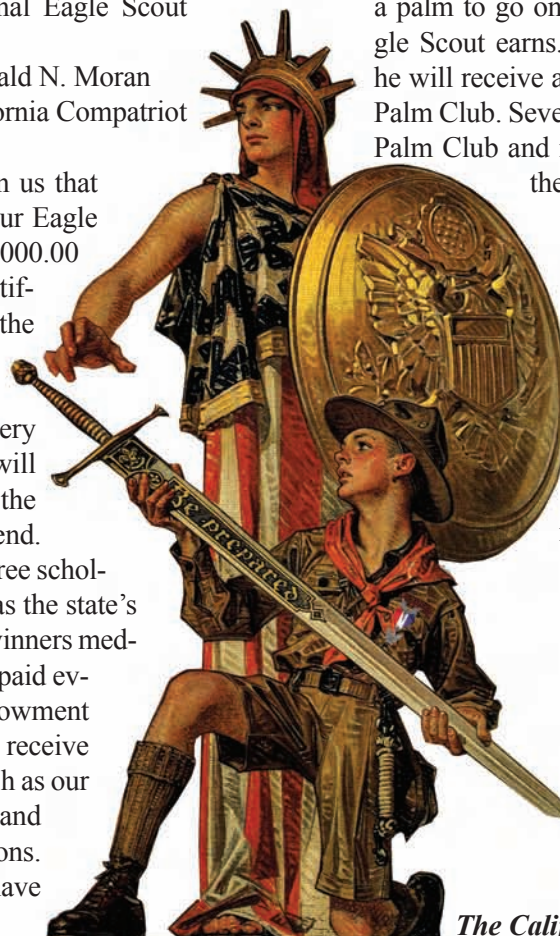 nal Eagle Scout
ald N. Moran
ornia Compatriot
n us that
ur Eagle
000.00
tif-
the
ery
will
the
end.
ree schol-
as the state's
winners med-
paid ev-
owment
receive
h as our
and
ons.
ave
a palm to go on
gle Scout earns.
he will receive a
Palm Club. Seve
Palm Club and
the
Be prepared
The Cali